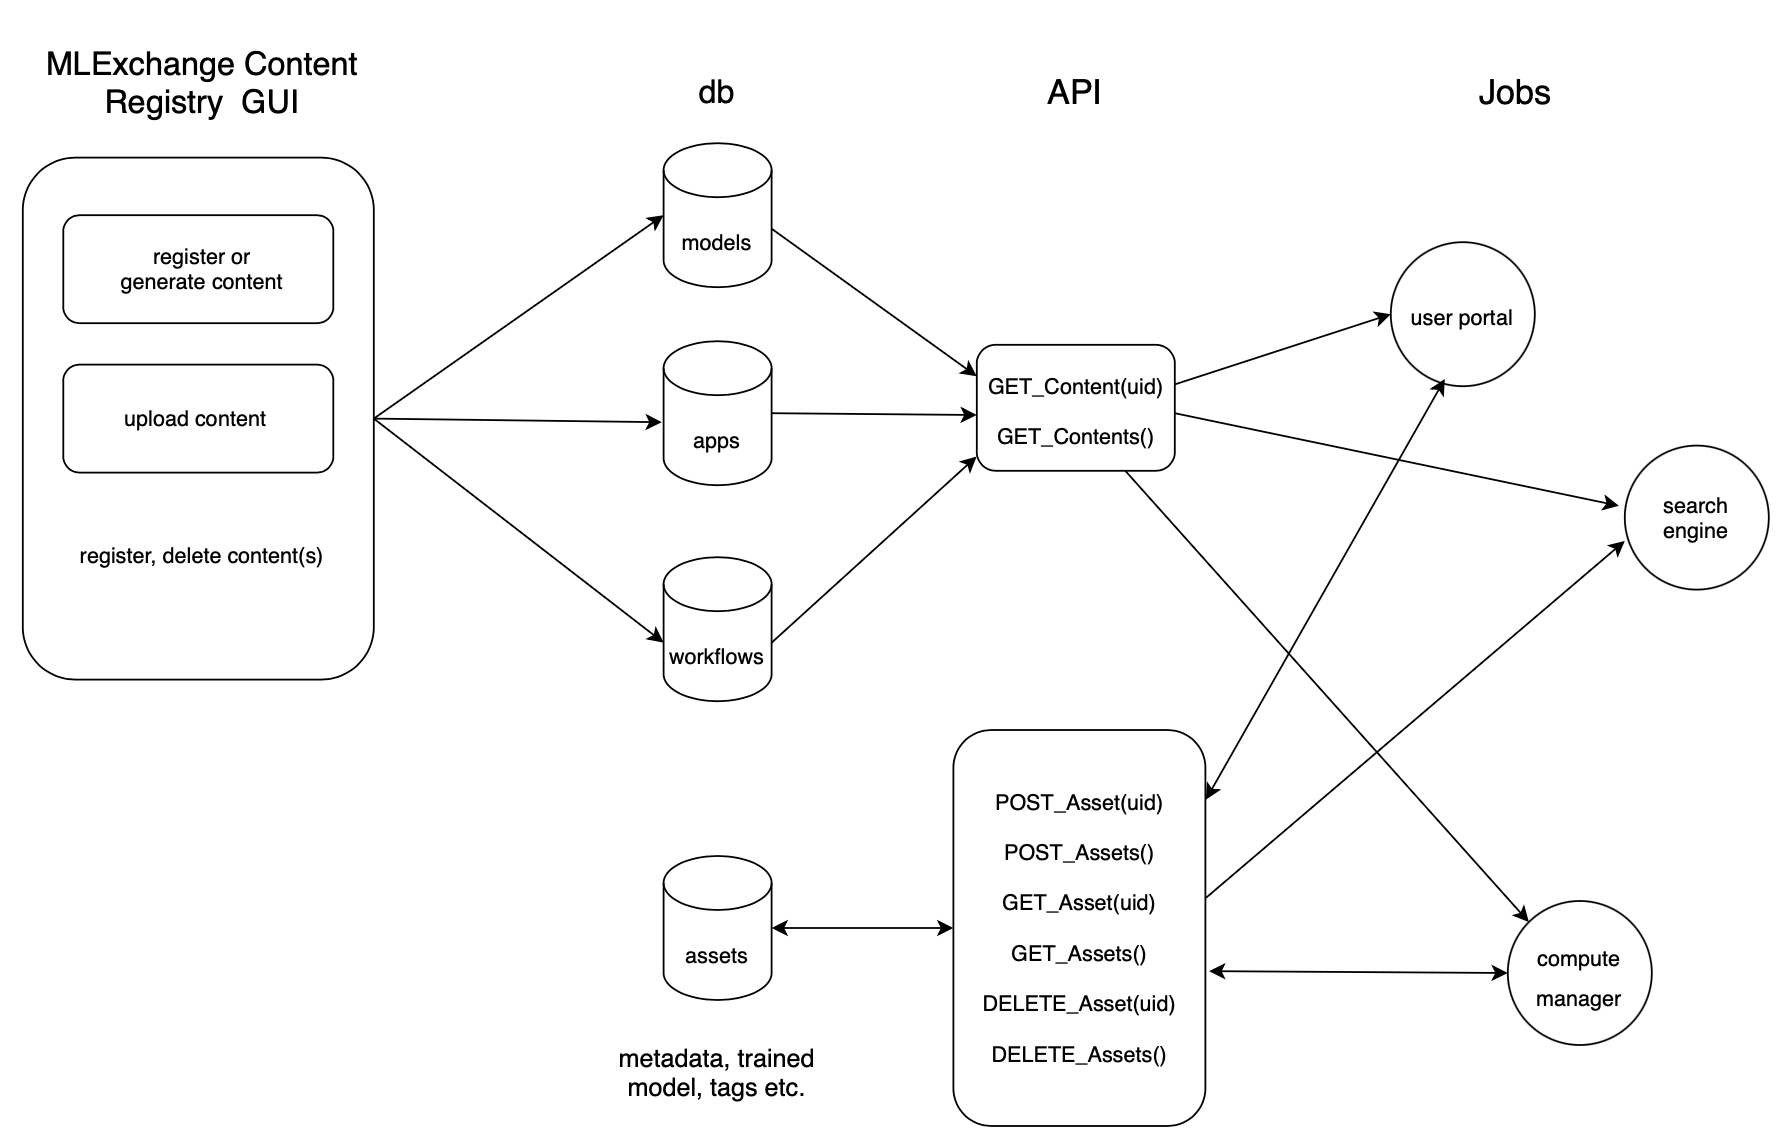 MLExchange Content
Registry GUI
db
API
Jobs
register or
generate content
upload content
register, delete content(s)
models
apps
workflows
GET_Content(uid)
GET_Contents()
user portal
search
engine
assets
metadata, trained
model, tags etc.
POST_Asset(uid)
POST_Assets()
GET_Asset(uid)
GET_Assets()
DELETE_Asset(uid)
DELETE_Assets()
compute
manager